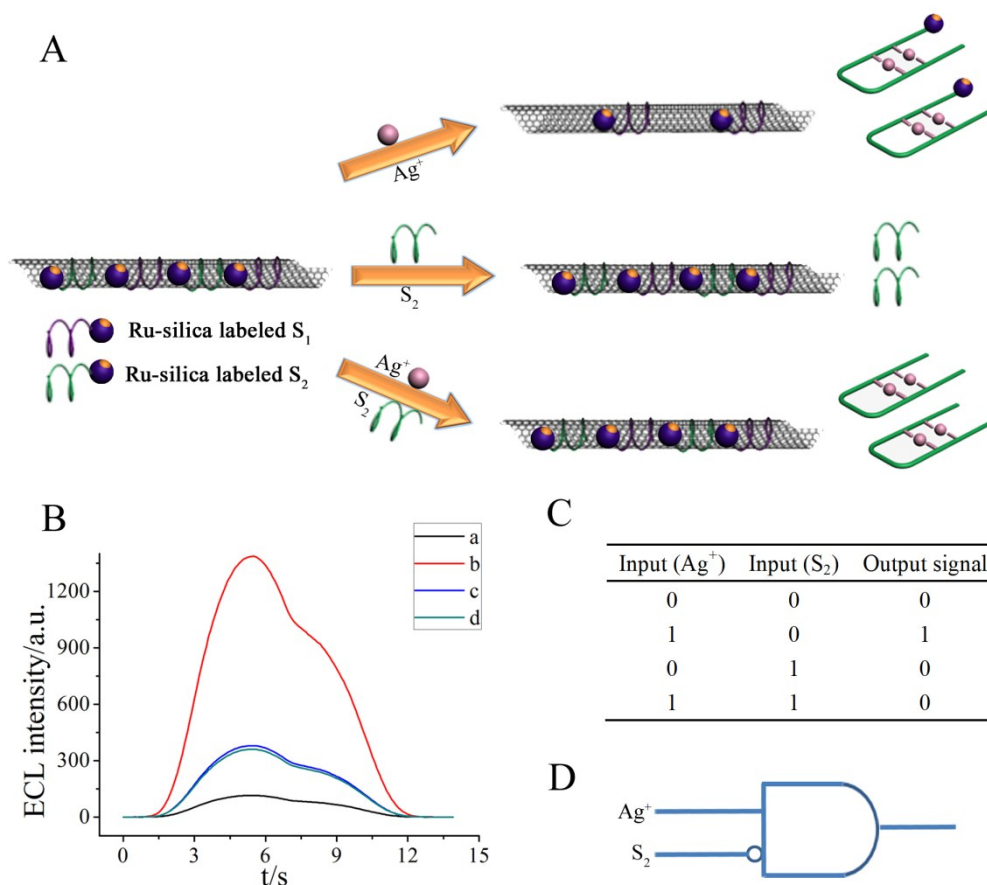 A
Ag⁺
S₂
Ag⁺
S₂
Ru-silica labeled S₁
Ru-silica labeled S₂
B
ECL intensity/a.u.
1200
900
600
300
0
0 3 6 9 12 15
t/s
a
b
c
d
C
Input (Ag⁺) Input (S₂) Output signal
0 0 0
1 0 1
0 1 0
1 1 0
D
Ag⁺
S₂